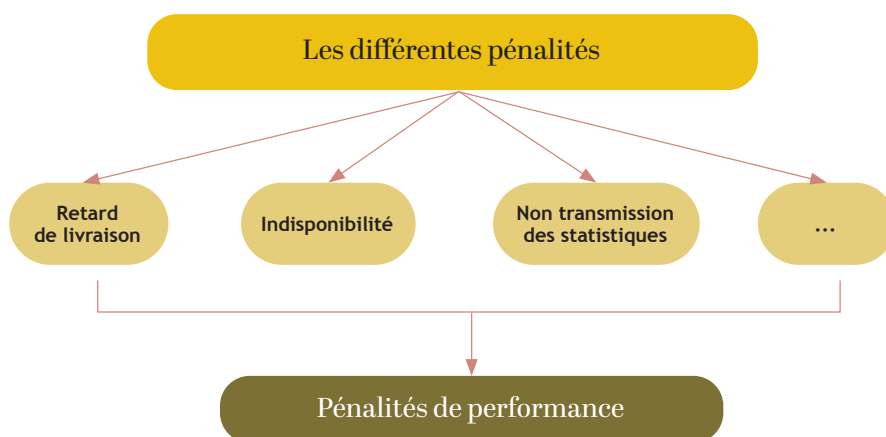 Les différentes pénalités
Retard
de livraison
Indisponibilité
Non transmission
des statistiques
...
Pénalités de performance